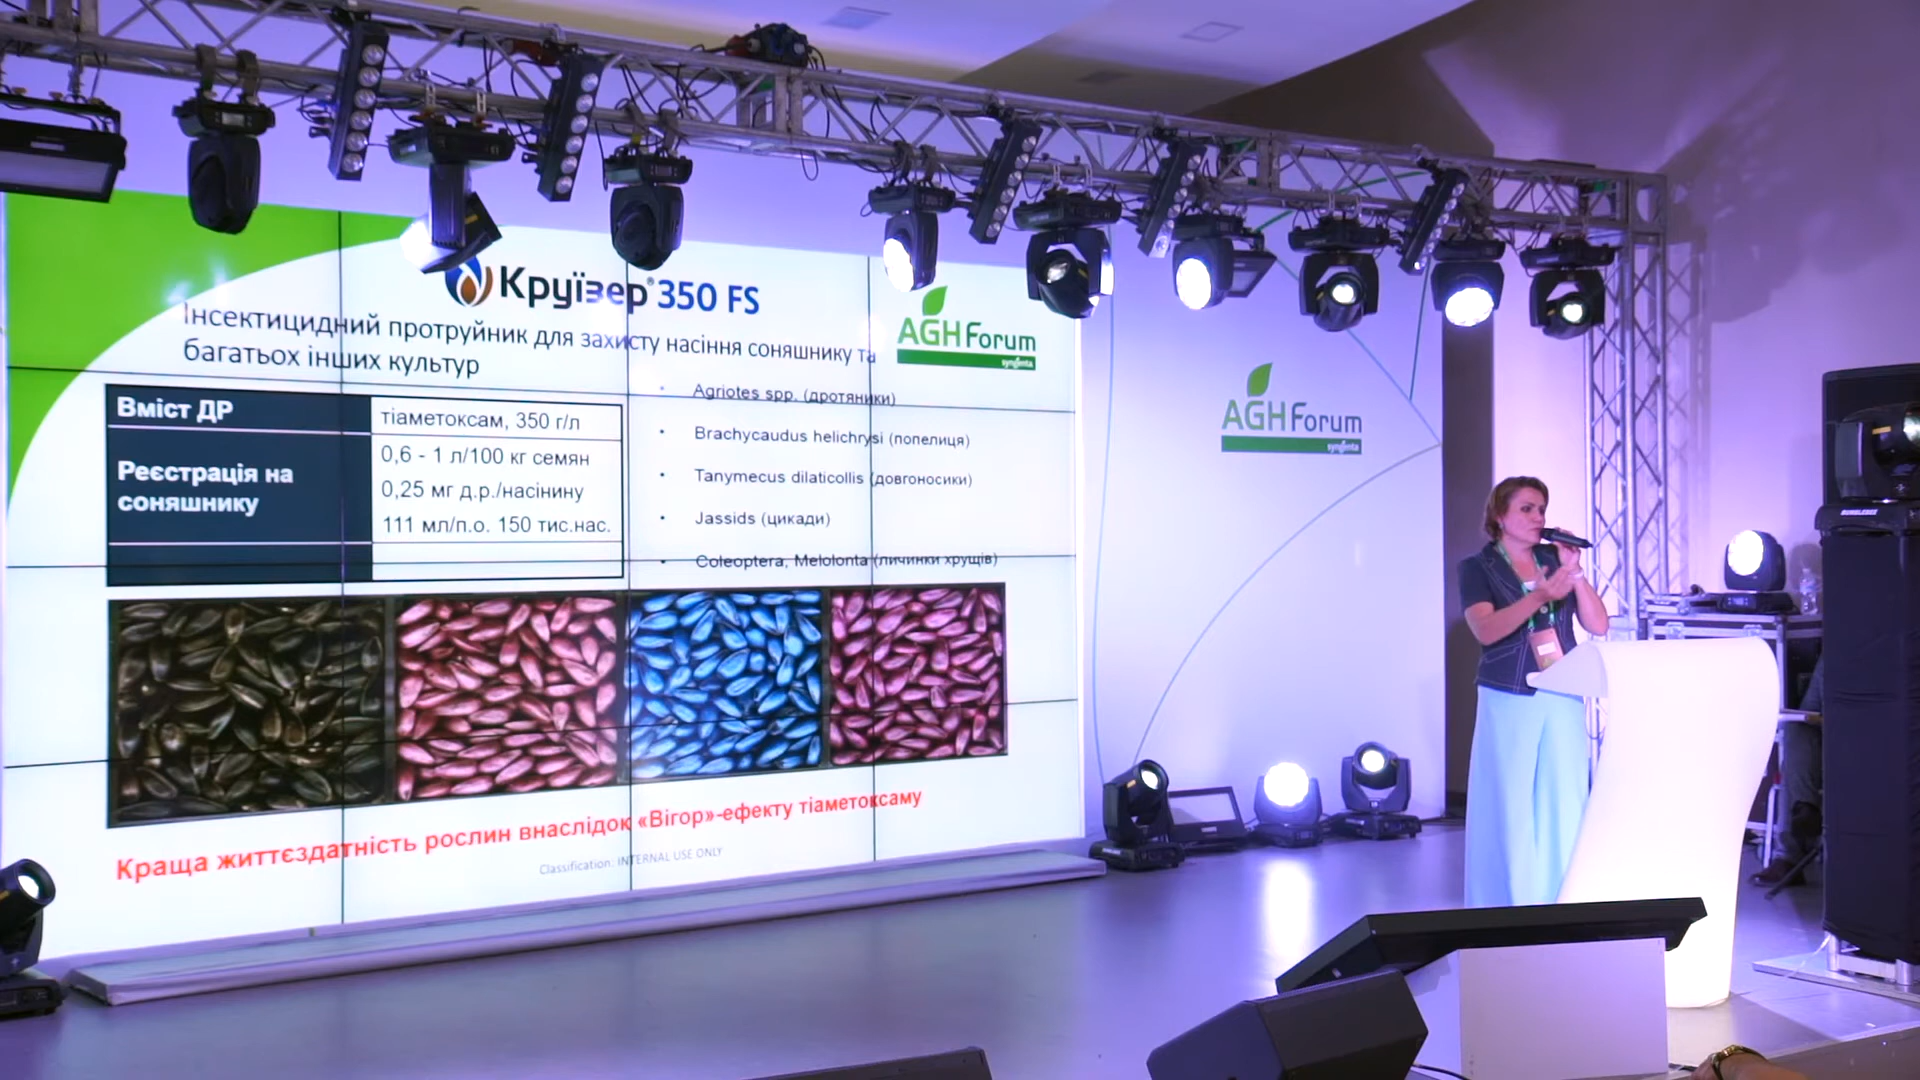 Круїзер® 350 FS
Інсектицидний протруйник для захисту насіння соняшнику та
багатьох інших культур
AGH Forum
syngenta
Вміст ДР
тіаметоксам, 350 г/л
Реєстрація на
соняшнику
0,6 - 1 л/100 кг семян
0,25 мг д.р./насінину
111 мл/п.о. 150 тис.нас.
• Agriotes spp. (дротяники)
• Brachycaudus helichrysi (попелиця)
• Tanymecus dilaticollis (довгоносики)
• Jassids (цикади)
• Coleoptera, Melolonta (личинки хрущів)
Краща життєздатність рослин внаслідок «Вігор»-ефекту тіаметоксаму
Classification: INTERNAL USE ONLY
AGH Forum
syngenta